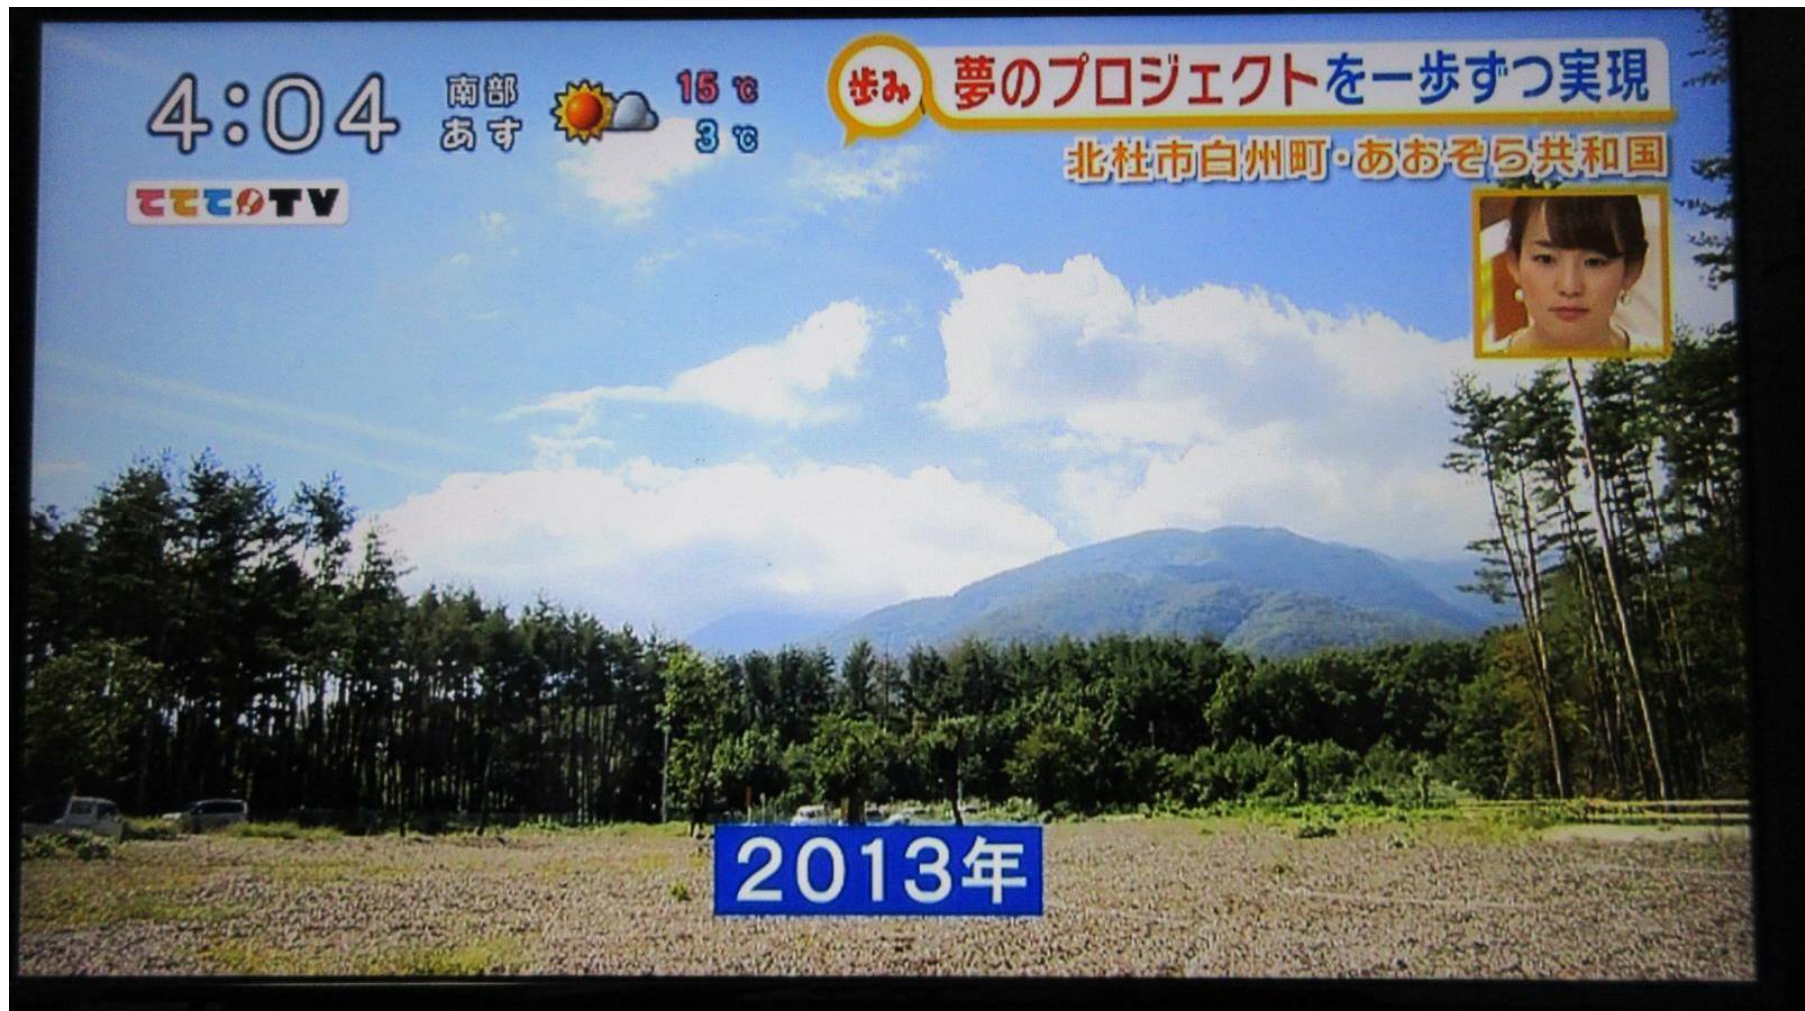 4:04
南部
あす
15℃
3℃
てててのTV
歩み
夢のプロジェクトを一歩ずつ実現
北杜市白州町・あおぞら共和国
2013年